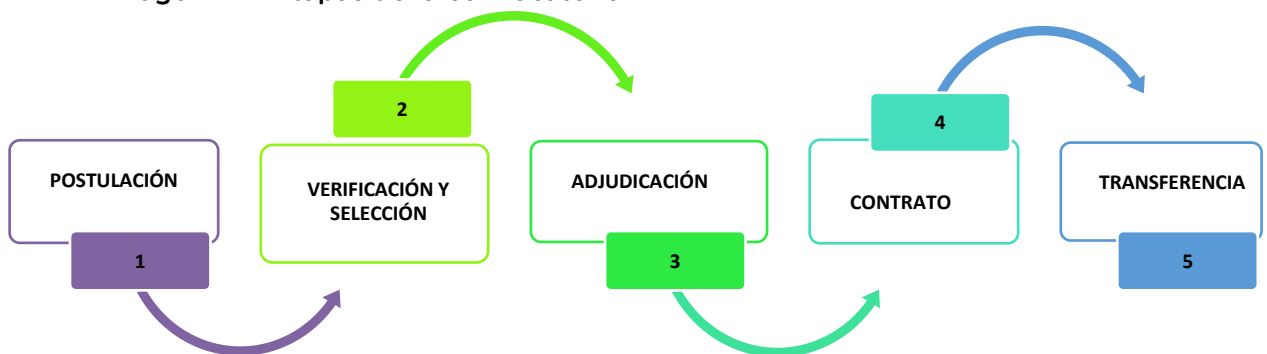 POSTULACIÓN
1
2
VERIFICACIÓN Y
SELECCIÓN
ADJUDICACIÓN
3
4
CONTRATO
TRANSFERENCIA
5